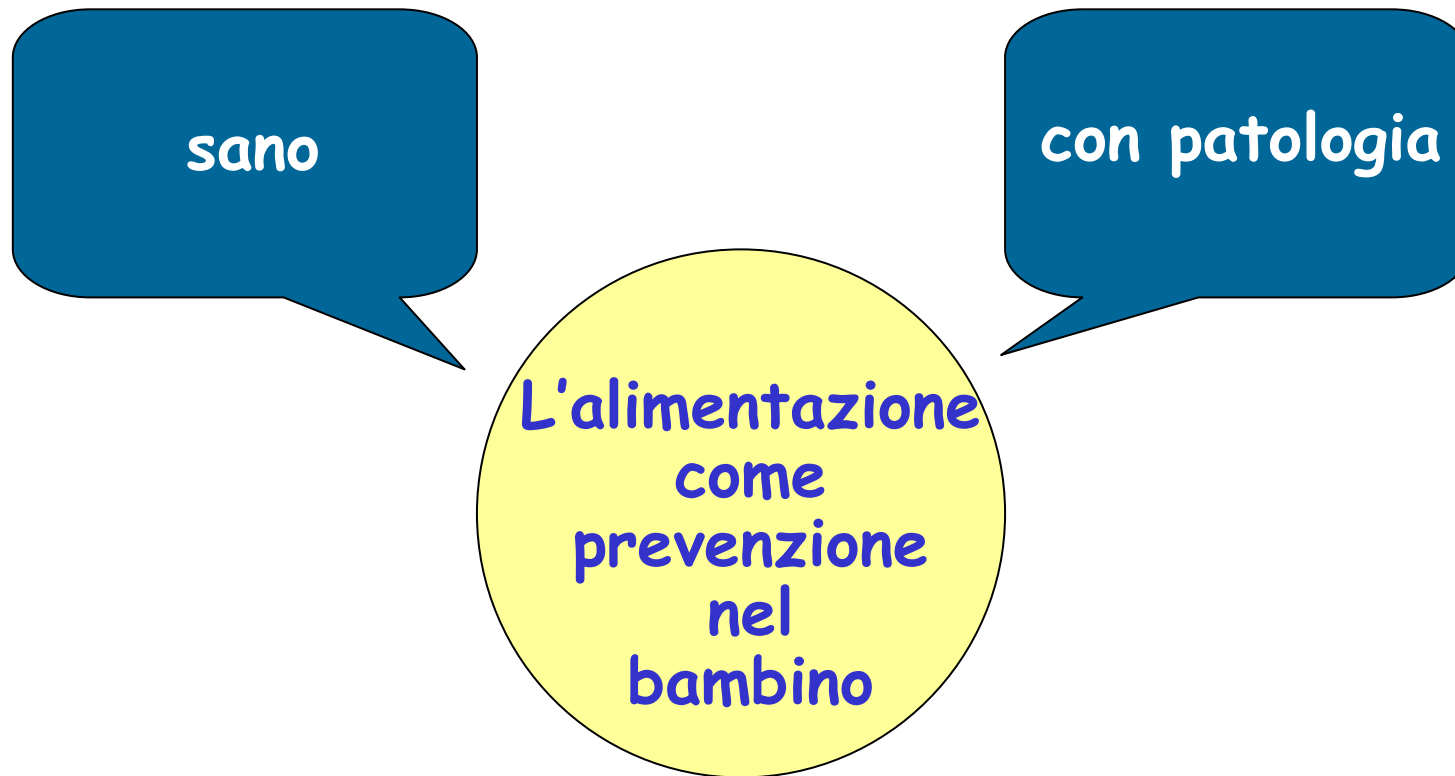 sano
con patologia
L'alimentazione
come
prevenzione
nel
bambino